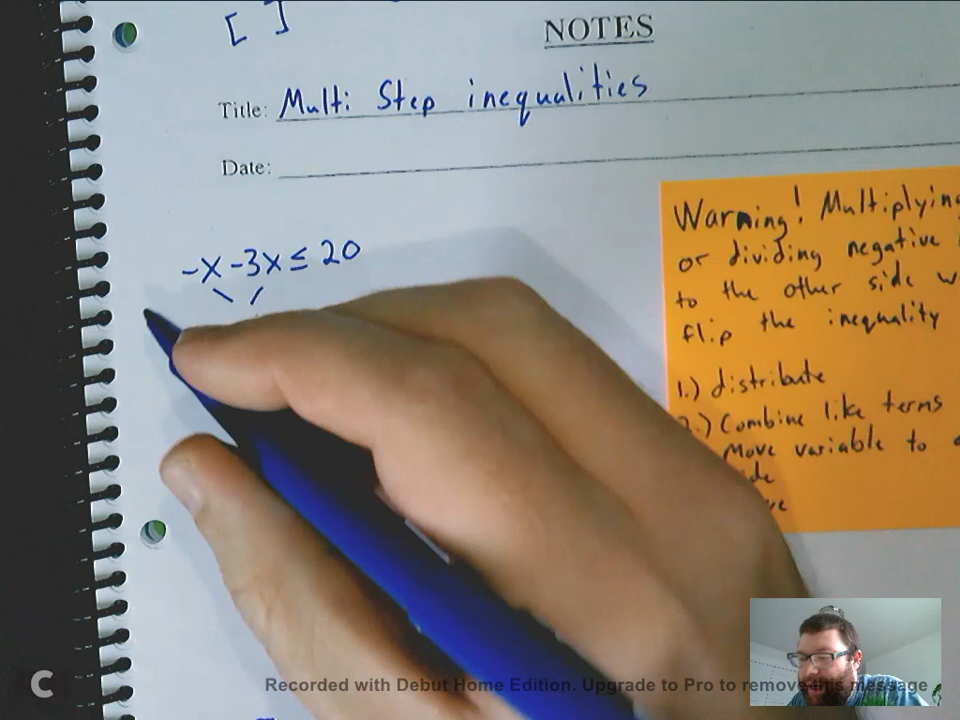 [ ]
NOTES
Title: Multi Step inequalities
Date:
-x -3x ≤ 20
Warning! Multiplying
or dividing negative
to the other side
flip the inequality
1.) distribute
2.) Combine like terms
Move variable to
C
Recorded with Debut Home Edition. Upgrade to Pro to remove this message